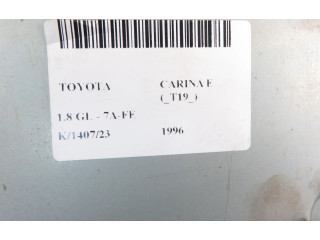 TOYOTA CARINA E
(_T19_)
1.8 GL - 7A-FE
K/1407/23 1996